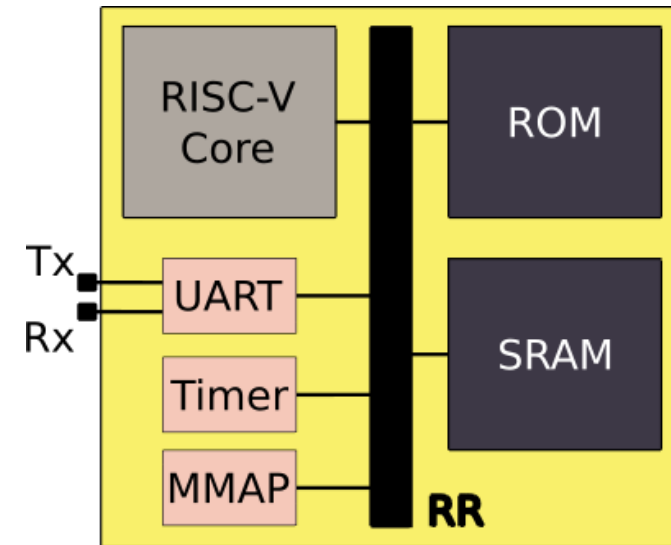 RISC-V
Core
ROM
Tx
Rx
UART
SRAM
Timer
MMAP
RR